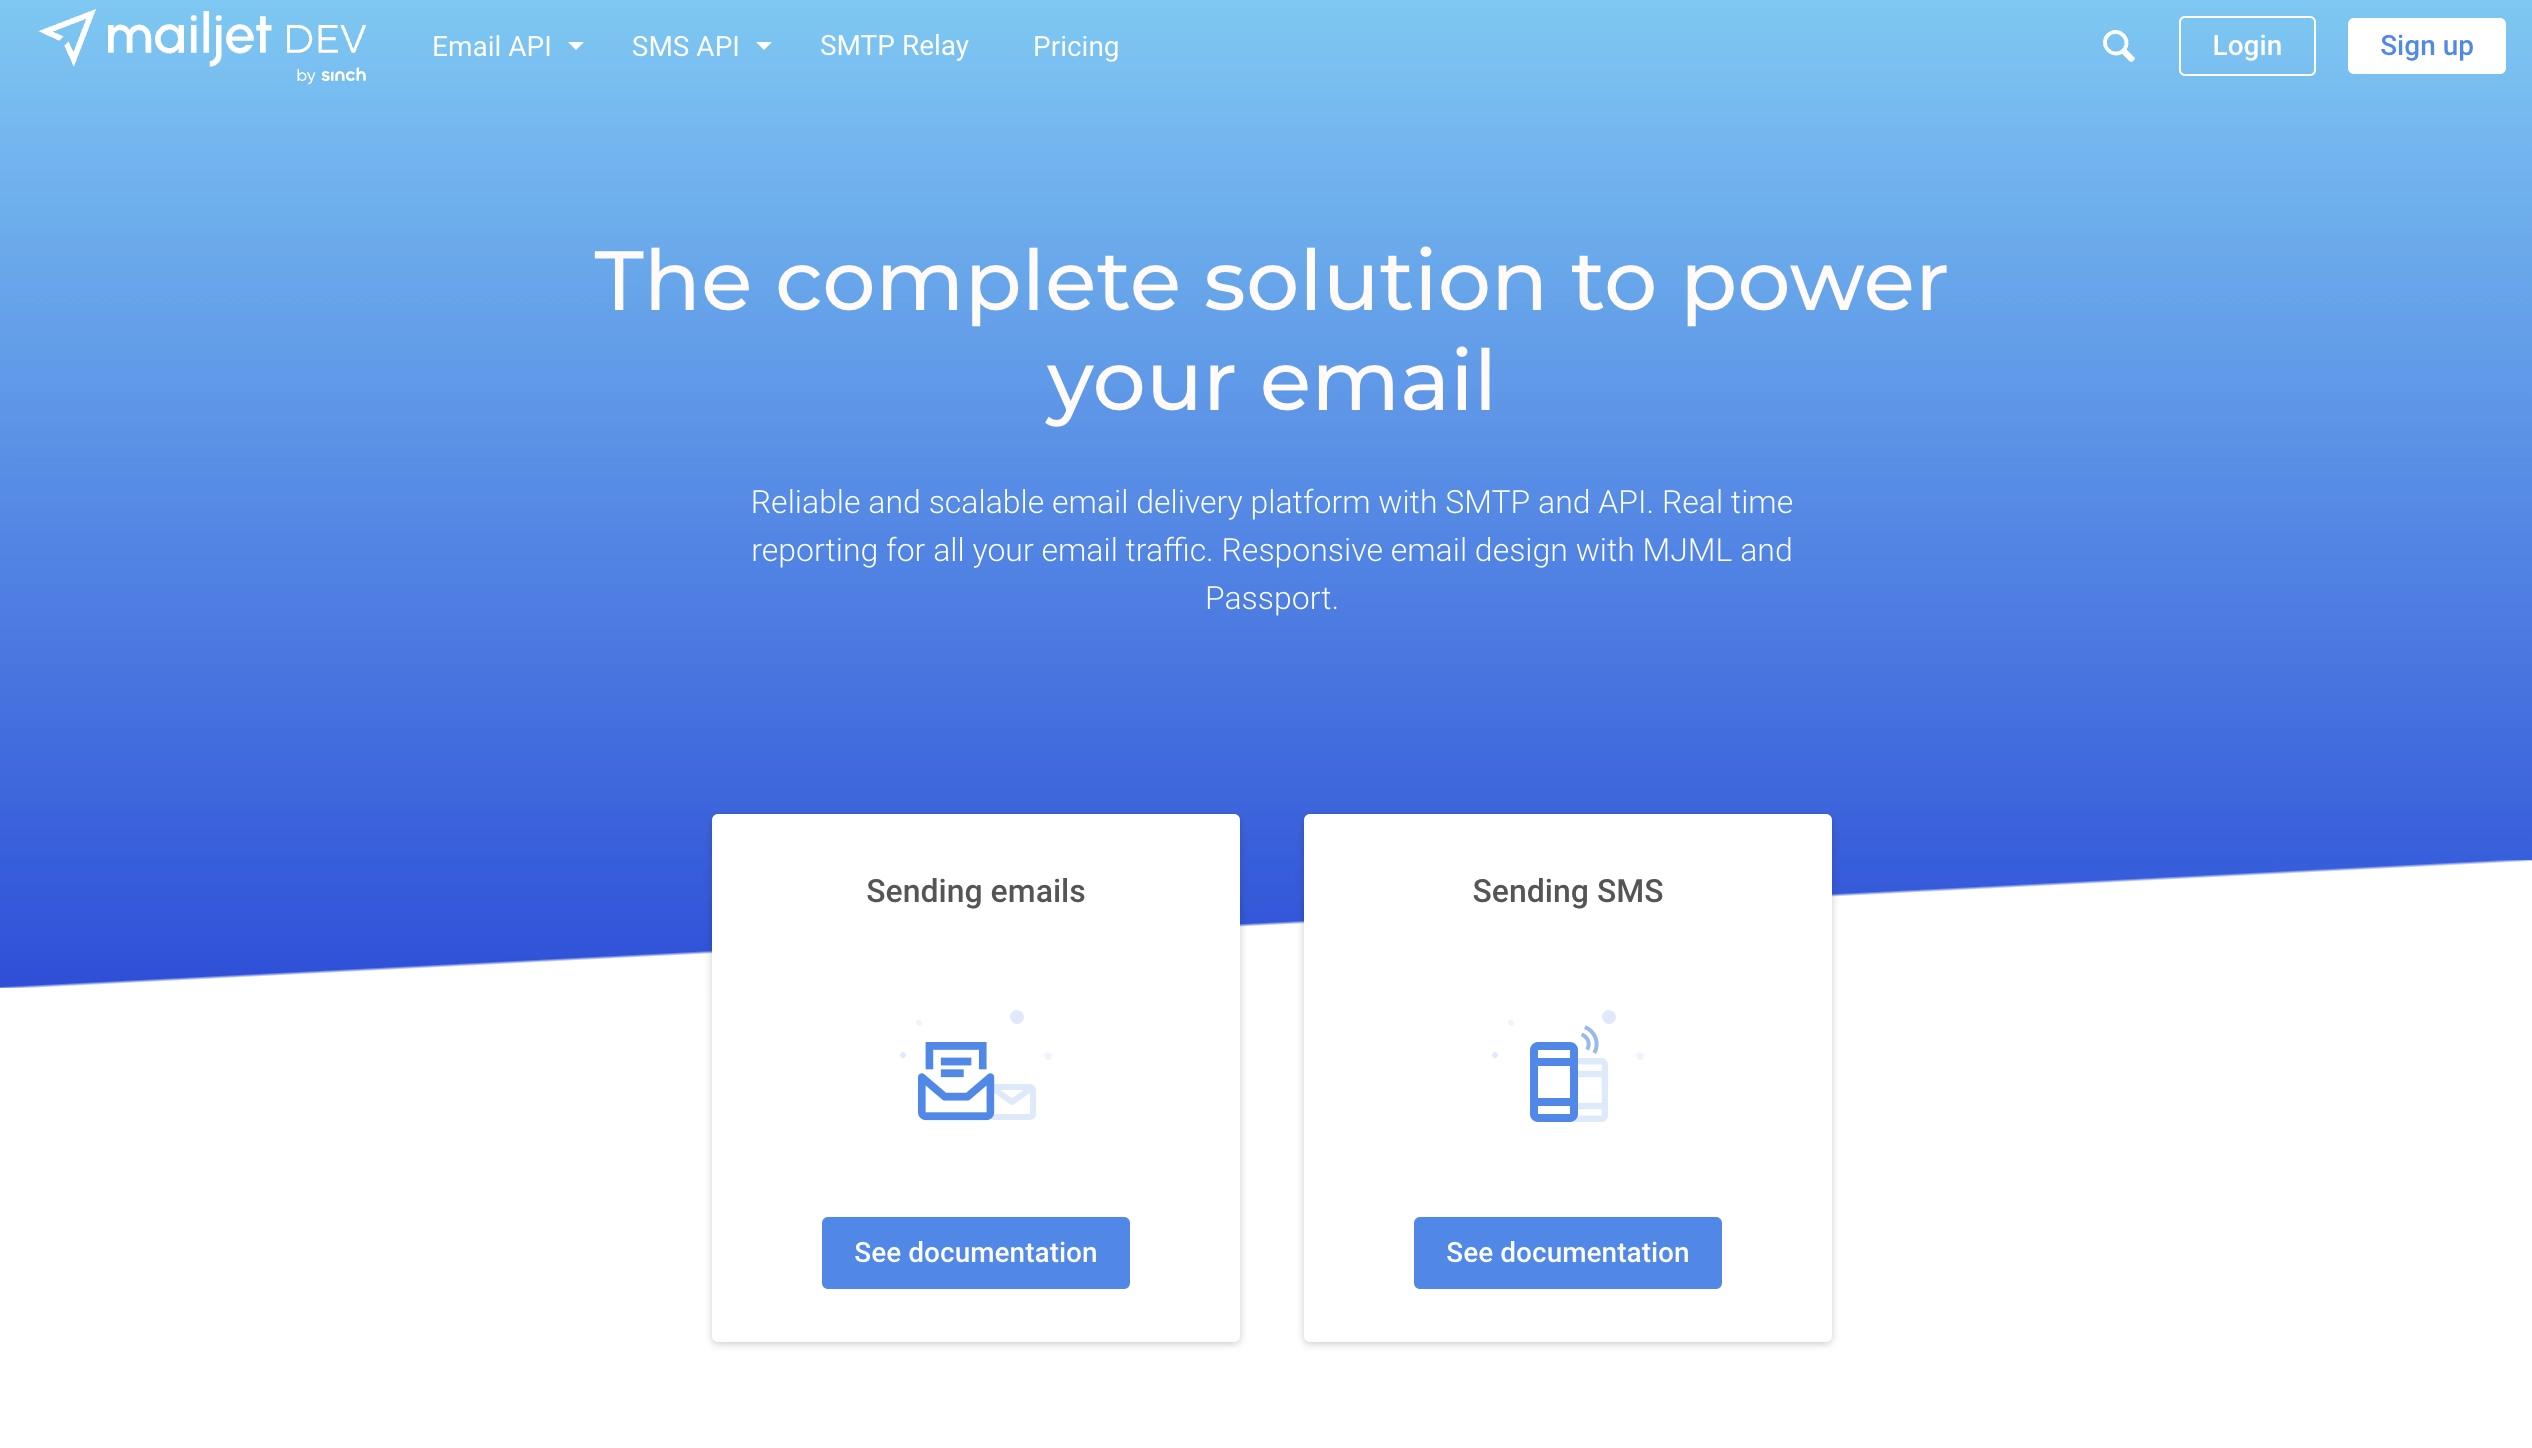 mailjet DEV
by sinch
Email API
SMS API
SMTP Relay
Pricing
Login
Sign up
The complete solution to power
your email
Reliable and scalable email delivery platform with SMTP and API. Real time
reporting for all your email traffic. Responsive email design with MJML and
Passport.
Sending emails
See documentation
Sending SMS
See documentation